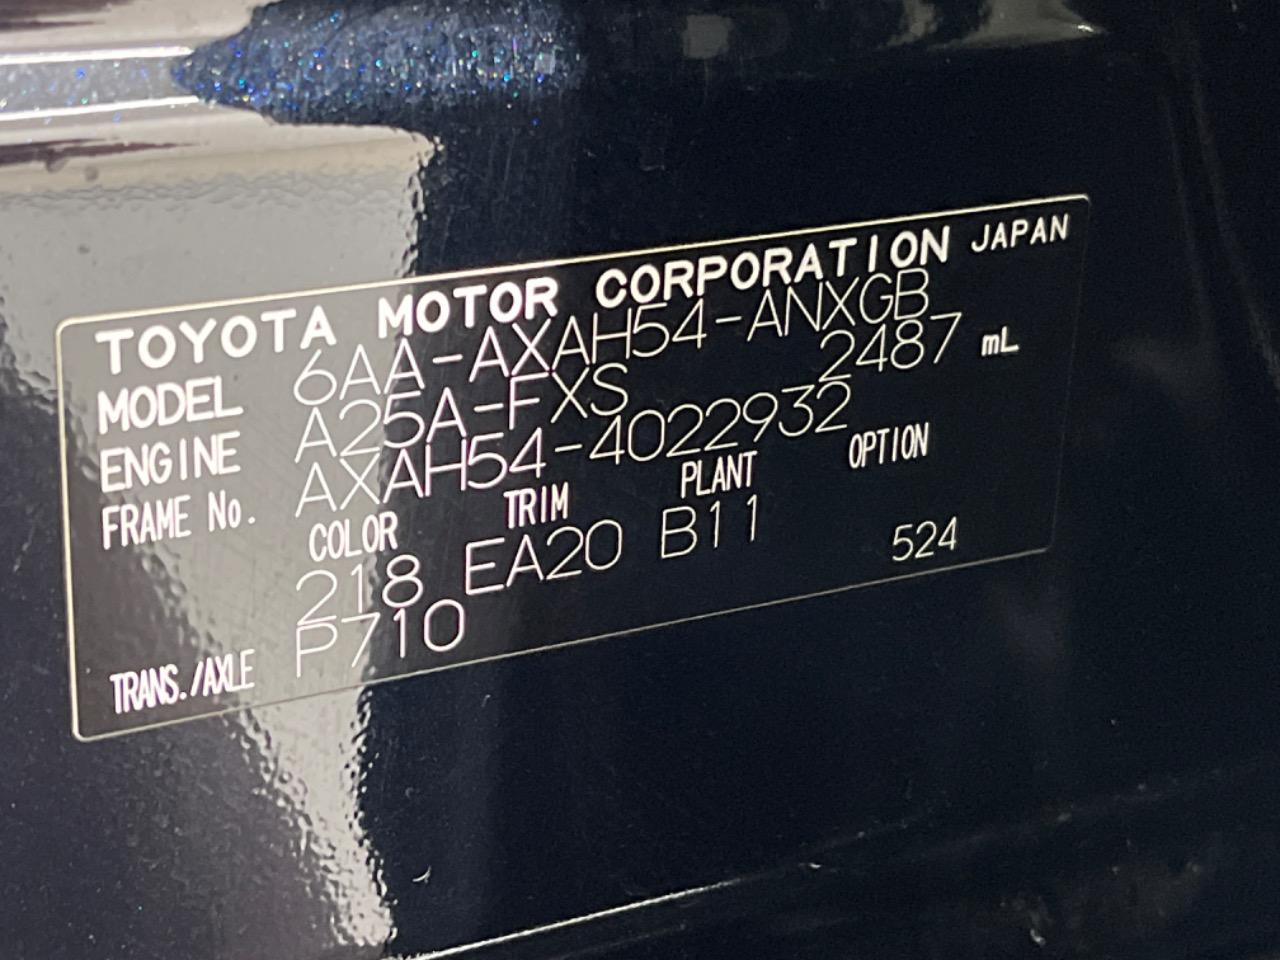 TOYOTA MOTOR CORPORATION JAPAN
MODEL 6AA-AXAH54-ANXGB
ENGINE A25A-FXS 2487 mL
FRAME No. AXAH54-4022932
COLOR TRIM PLANT OPTION
218 EA20 B11 524
TRANS./AXLE P710